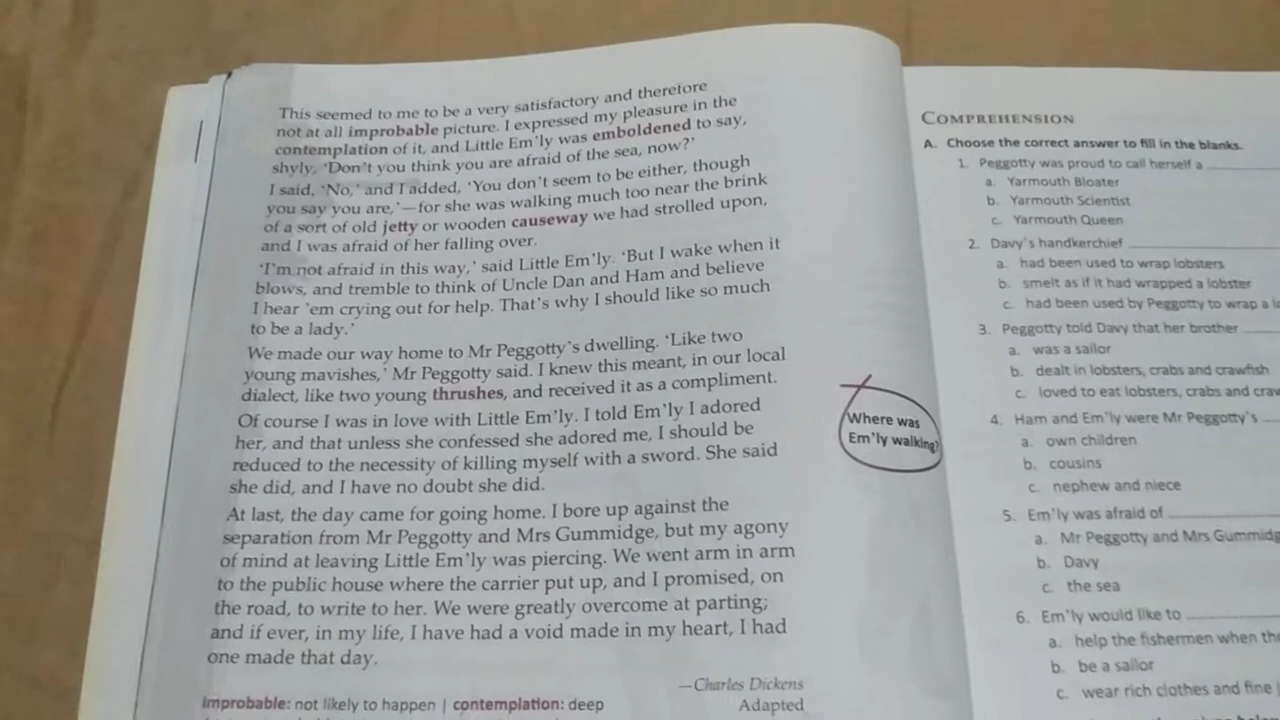 This seemed to me to be a very satisfactory and therefore
not at all improbable picture. I expressed my pleasure in the
contemplation of it, and Little Em'ly was emboldened to say,
shyly, 'Don't you think you are afraid of the sea, now?'
I said, 'No,' and I added, 'You don't seem to be either, though
you say you are,'—for she was walking much too near the brink
of a sort of old jetty or wooden causeway we had strolled upon,
and I was afraid of her falling over.
'I'm not afraid in this way,' said Little Em'ly. 'But I wake when it
blows, and tremble to think of Uncle Dan and Ham and believe
I hear 'em crying out for help. That's why I should like so much
to be a lady.'
We made our way home to Mr Peggotty's dwelling. 'Like two
young mavishes,' Mr Peggotty said. I knew this meant, in our local
dialect, like two young thrushes, and received it as a compliment.
Of course I was in love with Little Em'ly. I told Em'ly I adored
her, and that unless she confessed she adored me, I should be
reduced to the necessity of killing myself with a sword. She said
she did, and I have no doubt she did.
At last, the day came for going home. I bore up against the
separation from Mr Peggotty and Mrs Gummidge, but my agony
of mind at leaving Little Em'ly was piercing. We went arm in arm
to the public house where the carrier put up, and I promised, on
the road, to write to her. We were greatly overcome at parting;
and if ever, in my life, I have had a void made in my heart, I had
one made that day.
—Charles Dickens
Adapted
improbable: not likely to happen | contemplation: deep
Where was
Em'ly walking?
COMPREHENSION
A. Choose the correct answer to fill in the blanks.
1. Peggotty was proud to call herself a
a. Yarmouth Bloater
b. Yarmouth Scientist
c. Yarmouth Queen
2. Davy's handkerchief
a. had been used to wrap lobsters
b. smelt as if it had wrapped a lobster
c. had been used by Peggotty to wrap a
3. Peggotty told Davy that her brother
a. was a sailor
b. dealt in lobsters, crabs and crawfish
c. loved to eat lobsters, crabs and
4. Ham and Em'ly were Mr Peggotty's
a. own children
b. cousins
c. nephew and niece
5. Em'ly was afraid of
a. Mr Peggotty and Mrs
b. Davy
c. the sea
6. Em'ly would like to
a. help the fishermen when
b. be a sailor
c. wear rich clothes and fine